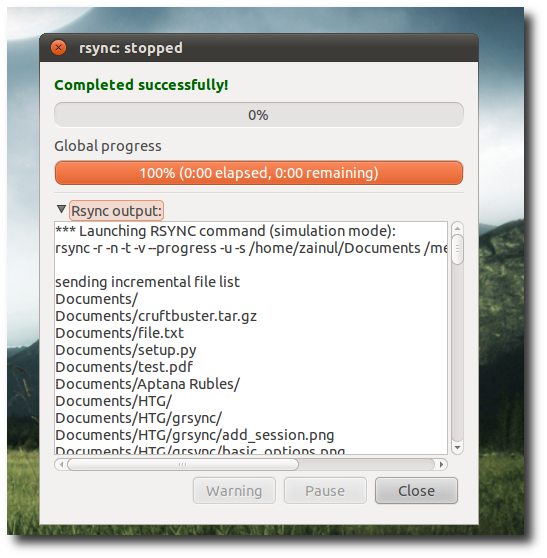 rsync: stopped
Completed successfully!
0%
Global progress
100% (0:00 elapsed, 0:00 remaining)
Rsync output:
*** Launching RSYNC command (simulation mode):
rsync -r -n -t -v --progress -u -s /home/zainul/Documents /me
sending incremental file list
Documents/
Documents/cruftbuster.tar.gz
Documents/file.txt
Documents/setup.py
Documents/test.pdf
Documents/Aptana Rubles/
Documents/HTG/
Documents/HTG/grsync/
Documents/HTG/grsync/add_session.png
Documents/HTG/grsync/basic_options.png
Warning Pause Close